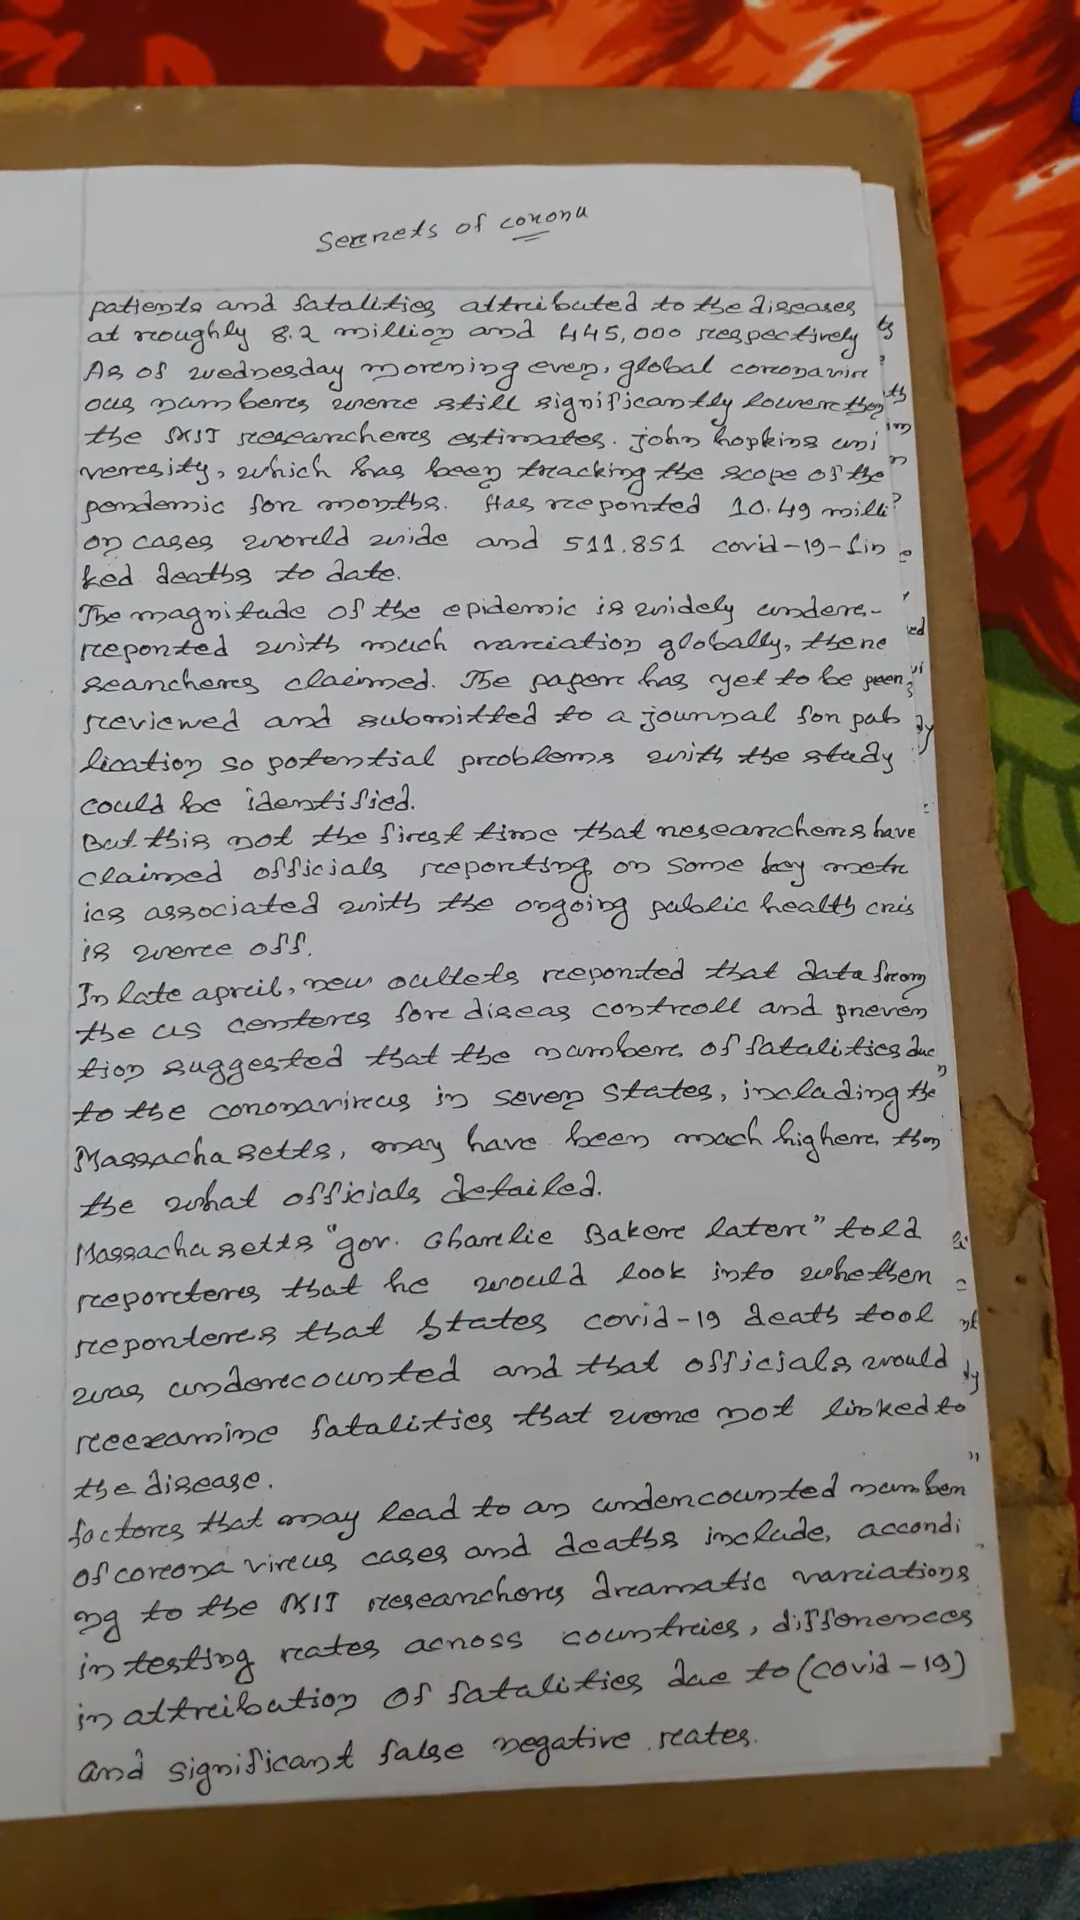 Secrets of corona
patients and fatalities attributed to the diseases
at roughly 8.2 million and 445,000 respectively
As of wednesday morening even, global coronavir
ous numbers were still significantly lower then
the MIT researchers estimates. john hopkins uni
versity, which has been tracking the scope of the
pendemic for months. Has reported 10.49 milli
on cases world wide and 511.851 covid-19-lin
ked deaths to date.
The magnitude of the epidemic is widely under-
reported with much variation globally, the re
searchers claimed. The paper has yet to be peer
reviewed and submitted to a journal for pub
lication so potential problems with the study
could be identified.
But this not the first time that researchers have
claimed officials reporting on some key metr
ics associated with the ongoing public health cris
is were off.
In late april, new outlets reported that data from
the us centers for diseas controll and preven
tion suggested that the numbers of fatalities due
to the coronavirus in seven states, including the
Massachusetts, may have been much higher than
the what officials detailed.
Massachusetts "gov. Charlie Baker later" told
reporters that he would look into whether
reporters that states covid-19 death tool
was undercounted and that officials would
reexamine fatalities that were not linked to
the disease.
factors that may lead to an undercounted number
of corona virus cases and deaths include, accordi
ng to the MIT researchers dramatic variations
in testing rates across countries, differences
in attribution of fatalities due to (covid-19)
and significant false negative rates.